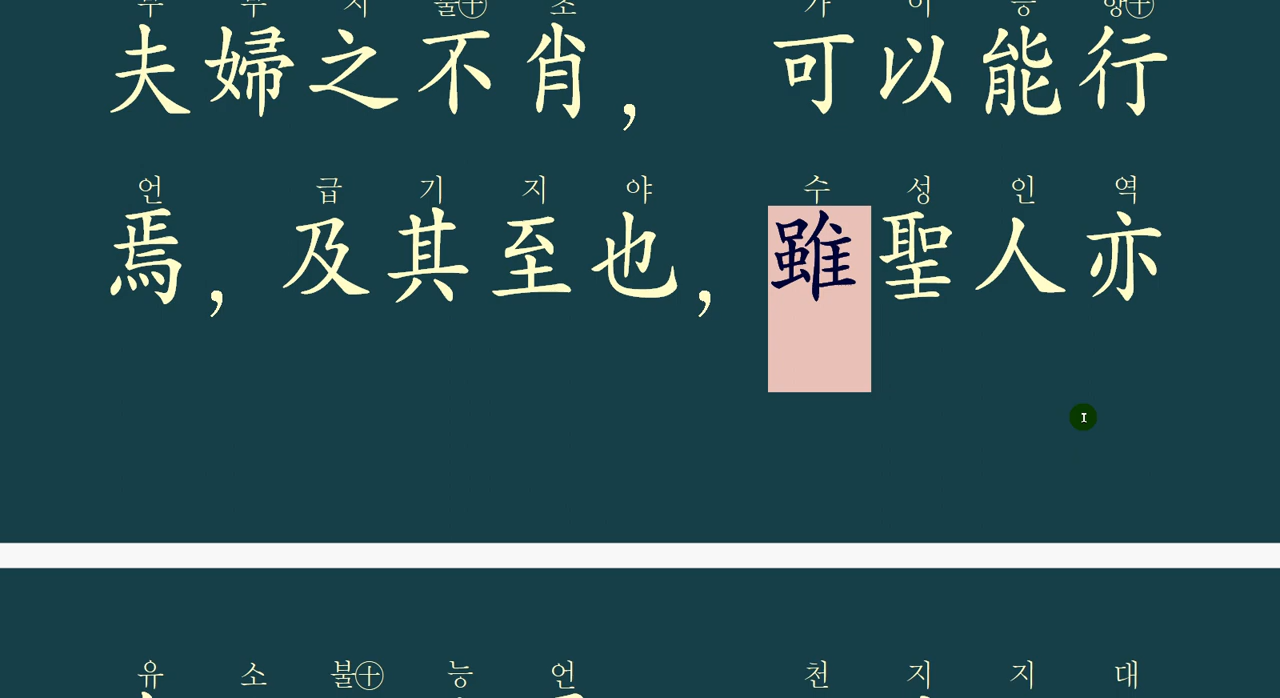 夫婦之不肖, 可以能行
언 급 기 지 야 수 성 인 역
焉, 及其至也, 雖聖人亦
유 소 불㊉ 능 언 천 지 지 대